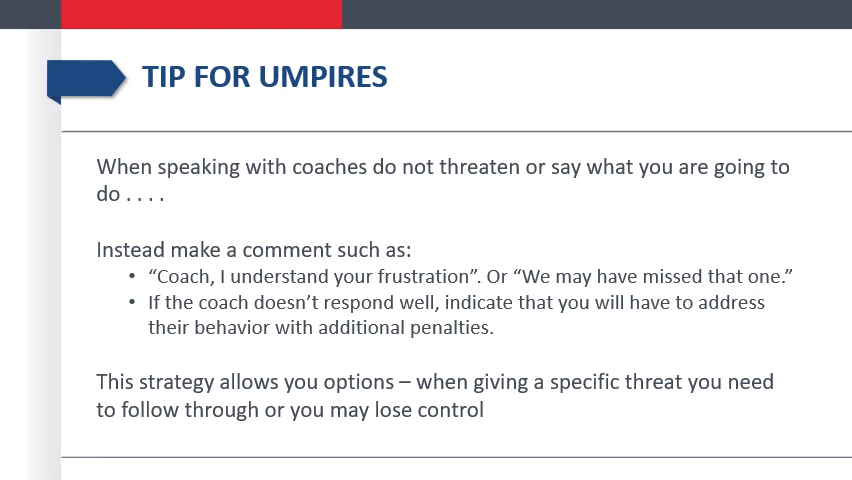 TIP FOR UMPIRES
When speaking with coaches do not threaten or say what you are going to
do . . . .
Instead make a comment such as:
• “Coach, I understand your frustration”. Or “We may have missed that one.”
• If the coach doesn’t respond well, indicate that you will have to address
their behavior with additional penalties.
This strategy allows you options – when giving a specific threat you need
to follow through or you may lose control